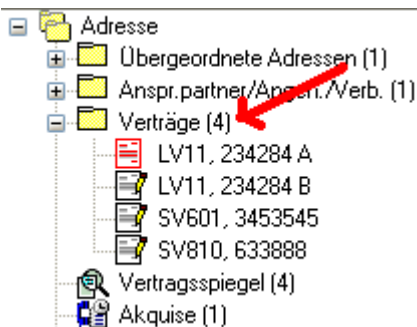 Adresse
Übergeordnete Adressen (1)
Anspr.partner/Angeh./Verb. (1)
Verträge (4)
LV11, 234284 A
LV11, 234284 B
SV601, 3453545
SV810, 633888
Vertragsspiegel (4)
Akquise (1)